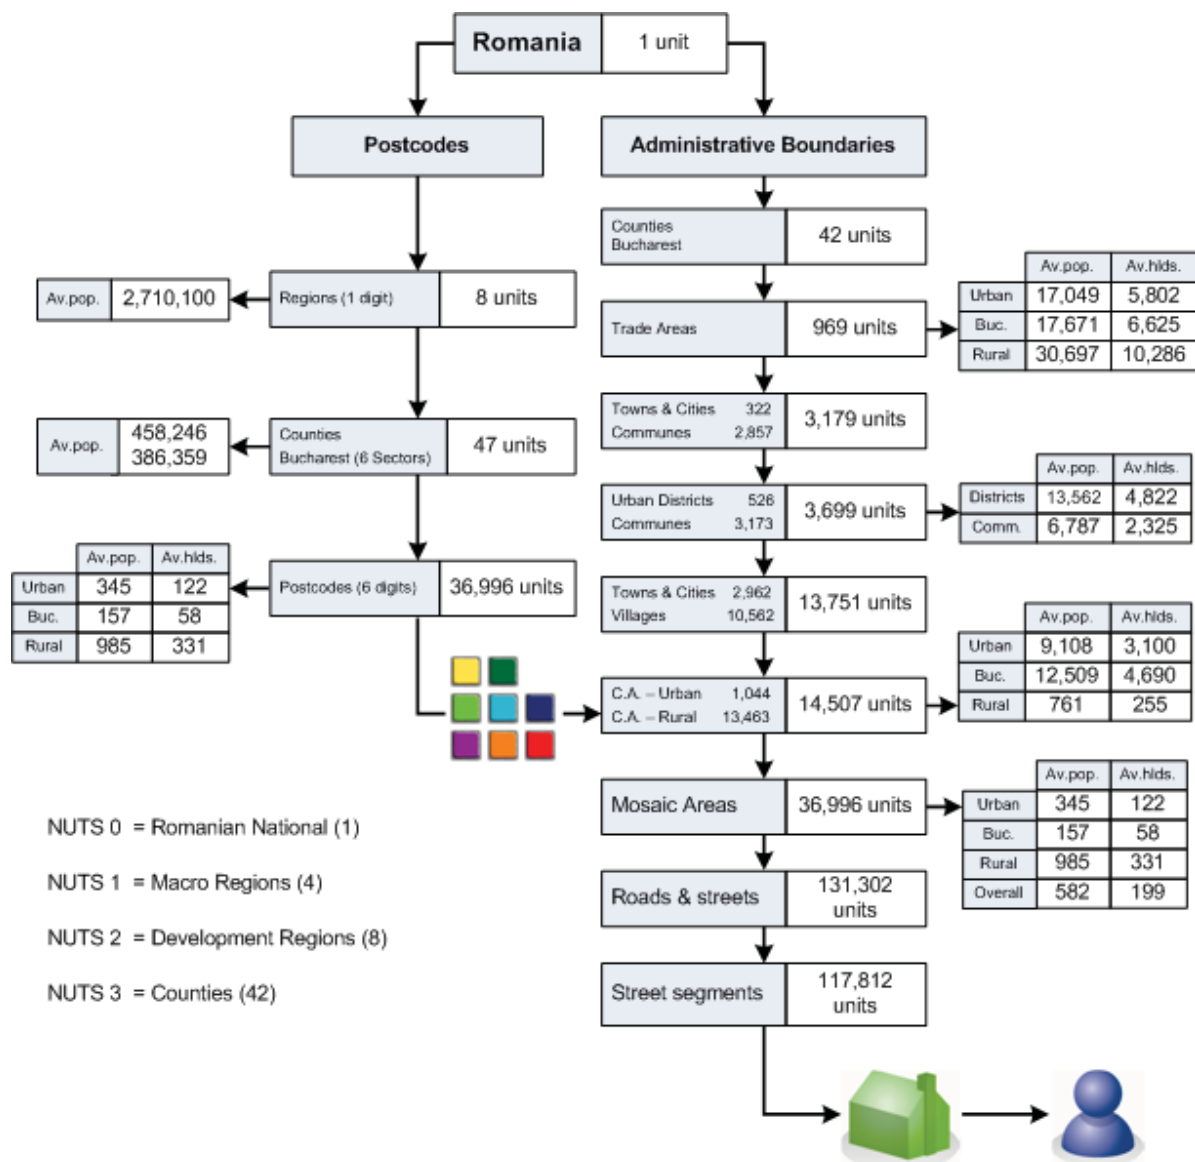 Romania 1 unit
Postcodes
Administrative Boundaries
Counties
Bucharest
42 units
Av.pop. 2,710,100
Regions (1 digit) 8 units
Trade Areas 969 units
Av.pop. Av.hlds.
Urban 17,049 5,802
Buc. 17,671 6,625
Rural 30,697 10,286
Towns & Cities 322
Communes 2,857
3,179 units
Av.pop.
458,246
386,359
Counties
Bucharest (6 Sectors)
47 units
Urban Districts 526
Communes 3,173
3,699 units
Av.pop. Av.hlds.
Districts 13,562 4,822
Comm. 6,787 2,325
Av.pop. Av.hlds.
Urban 345 122
Buc. 157 58
Rural 985 331
Postcodes (6 digits) 36,996 units
Towns & Cities 2,962
Villages 10,562
13,751 units
Av.pop. Av.hlds.
Urban 9,108 3,100
Buc. 12,509 4,690
Rural 761 255
C.A. – Urban 1,044
C.A. – Rural 13,463
14,507 units
Mosaic Areas 36,996 units
Av.pop. Av.hlds.
Urban 345 122
Buc. 157 58
Rural 985 331
Overall 582 199
Roads & streets
131,302
units
Street segments
117,812
units
NUTS 0 = Romanian National (1)
NUTS 1 = Macro Regions (4)
NUTS 2 = Development Regions (8)
NUTS 3 = Counties (42)